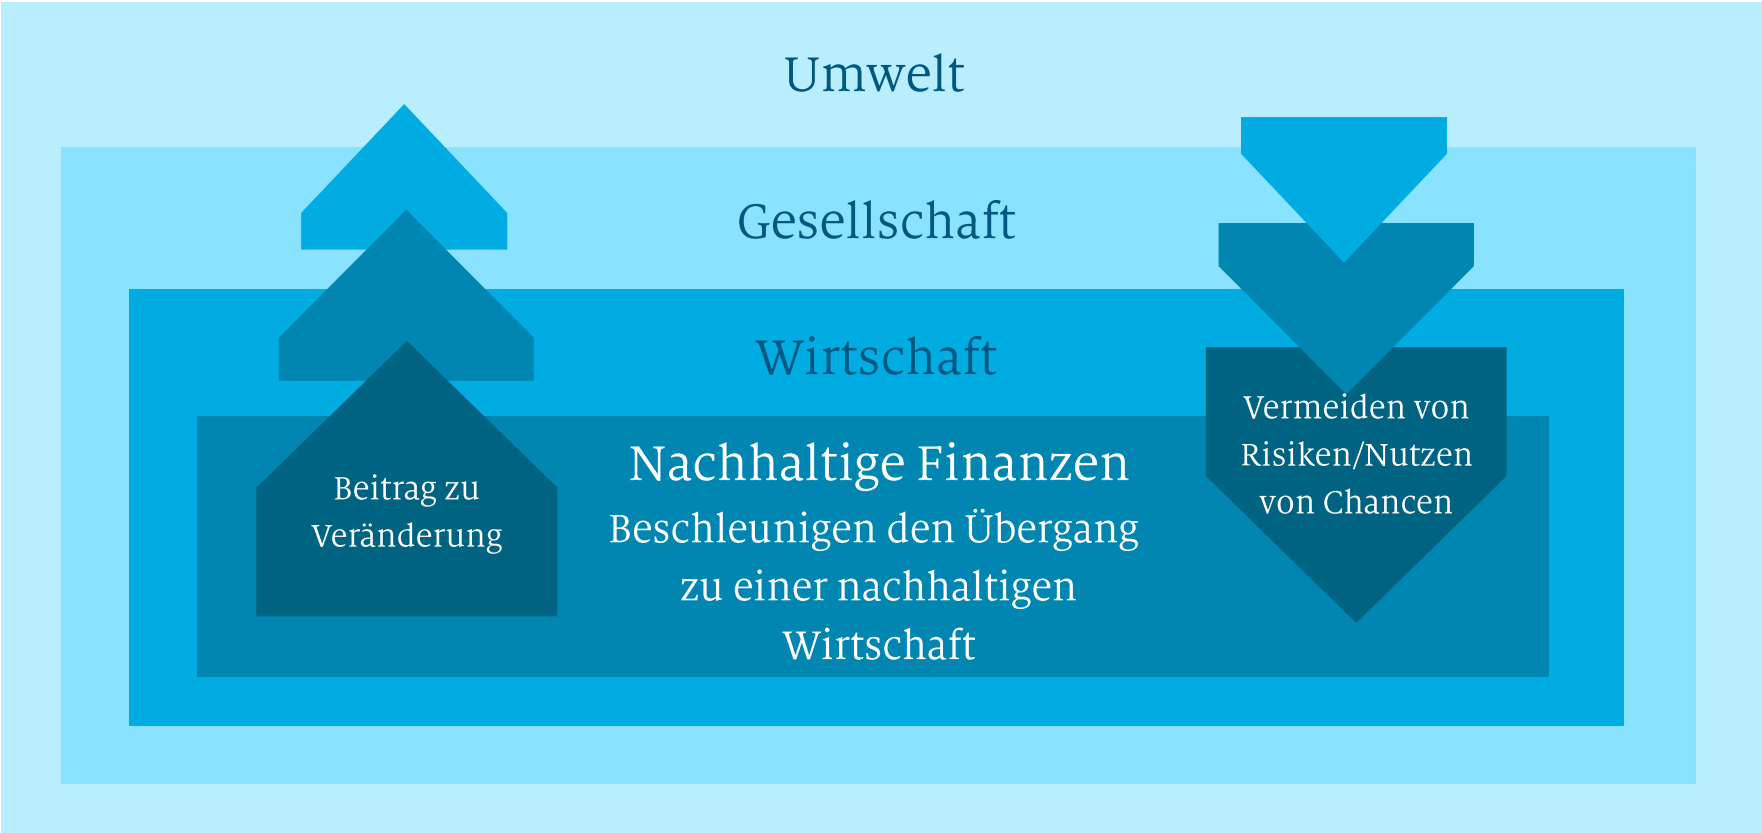 Umwelt
Gesellschaft
Wirtschaft
Nachhaltige Finanzen
Beschleunigen den Übergang
zu einer nachhaltigen
Wirtschaft
Beitrag zu
Veränderung
Vermeiden von
Risiken/Nutzen
von Chancen